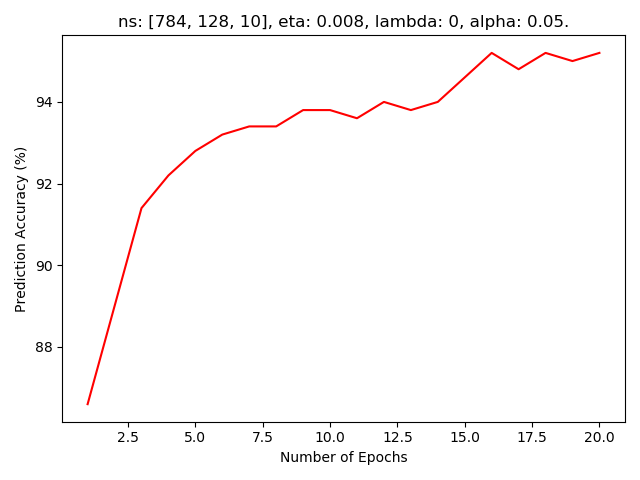 ns: [784, 128, 10], eta: 0.008, lambda: 0, alpha: 0.05.
Prediction Accuracy (%)
94
92
90
88
2.5 5.0 7.5 10.0 12.5 15.0 17.5 20.0
Number of Epochs